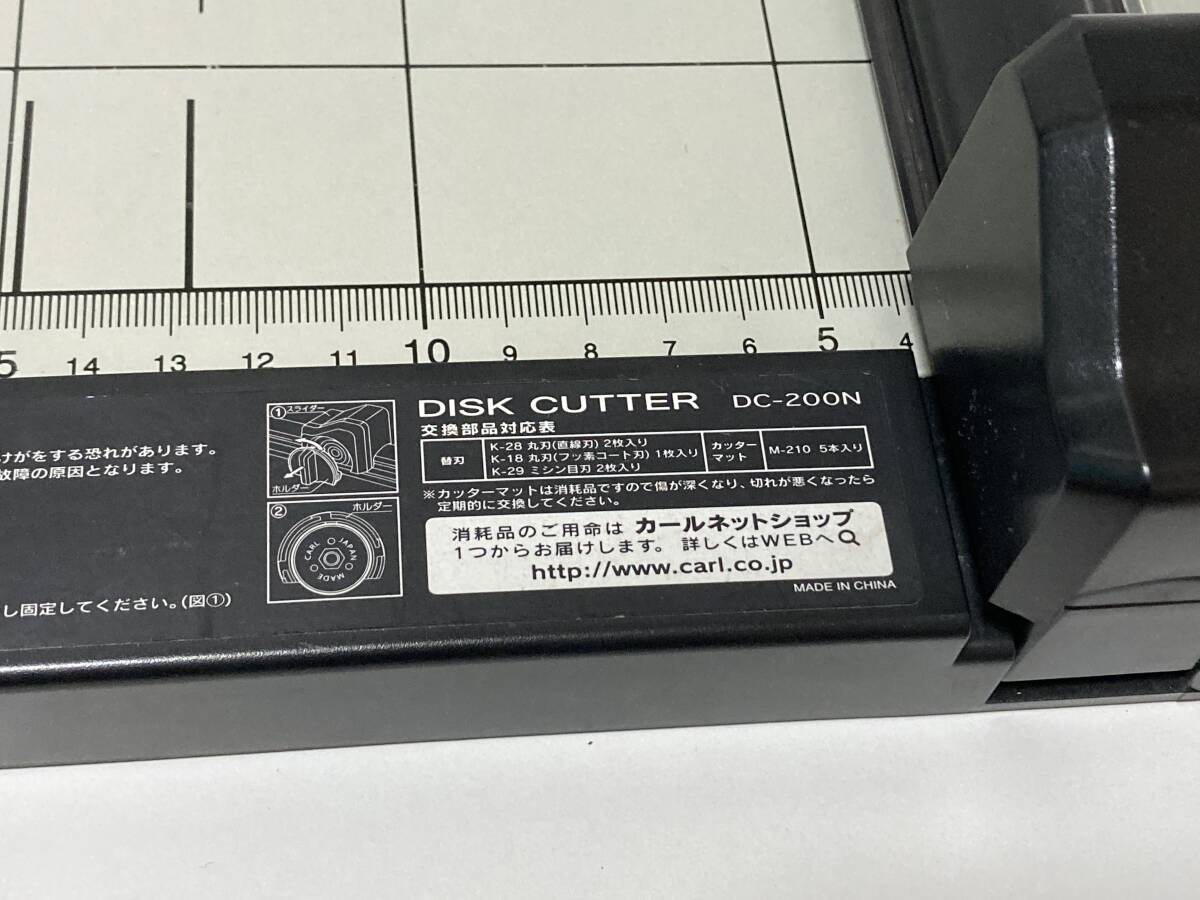 5 14 13 12 11 10 9 8 7 6 5 4
けがをする恐れがあります。
故障の原因となります。
し固定してください。(図①)
①スライダー
ホルダー
②
ホルダー
CARL JAPAN MADE
DISK CUTTER DC-200N
交換部品対応表
替刃
K-28 丸刃(直線刃) 2枚入り
K-18 丸刃(フッ素コート刃) 1枚入り
K-29 ミシン目刃 2枚入り
カッター
マット
M-210 5本入り
※カッターマットは消耗品ですので傷が深くなり、切れが悪くなったら
定期的に交換してください。
消耗品のご用命は カールネットショップ
1つからお届けします。 詳しくはWEBへ
http://www.carl.co.jp
MADE IN CHINA